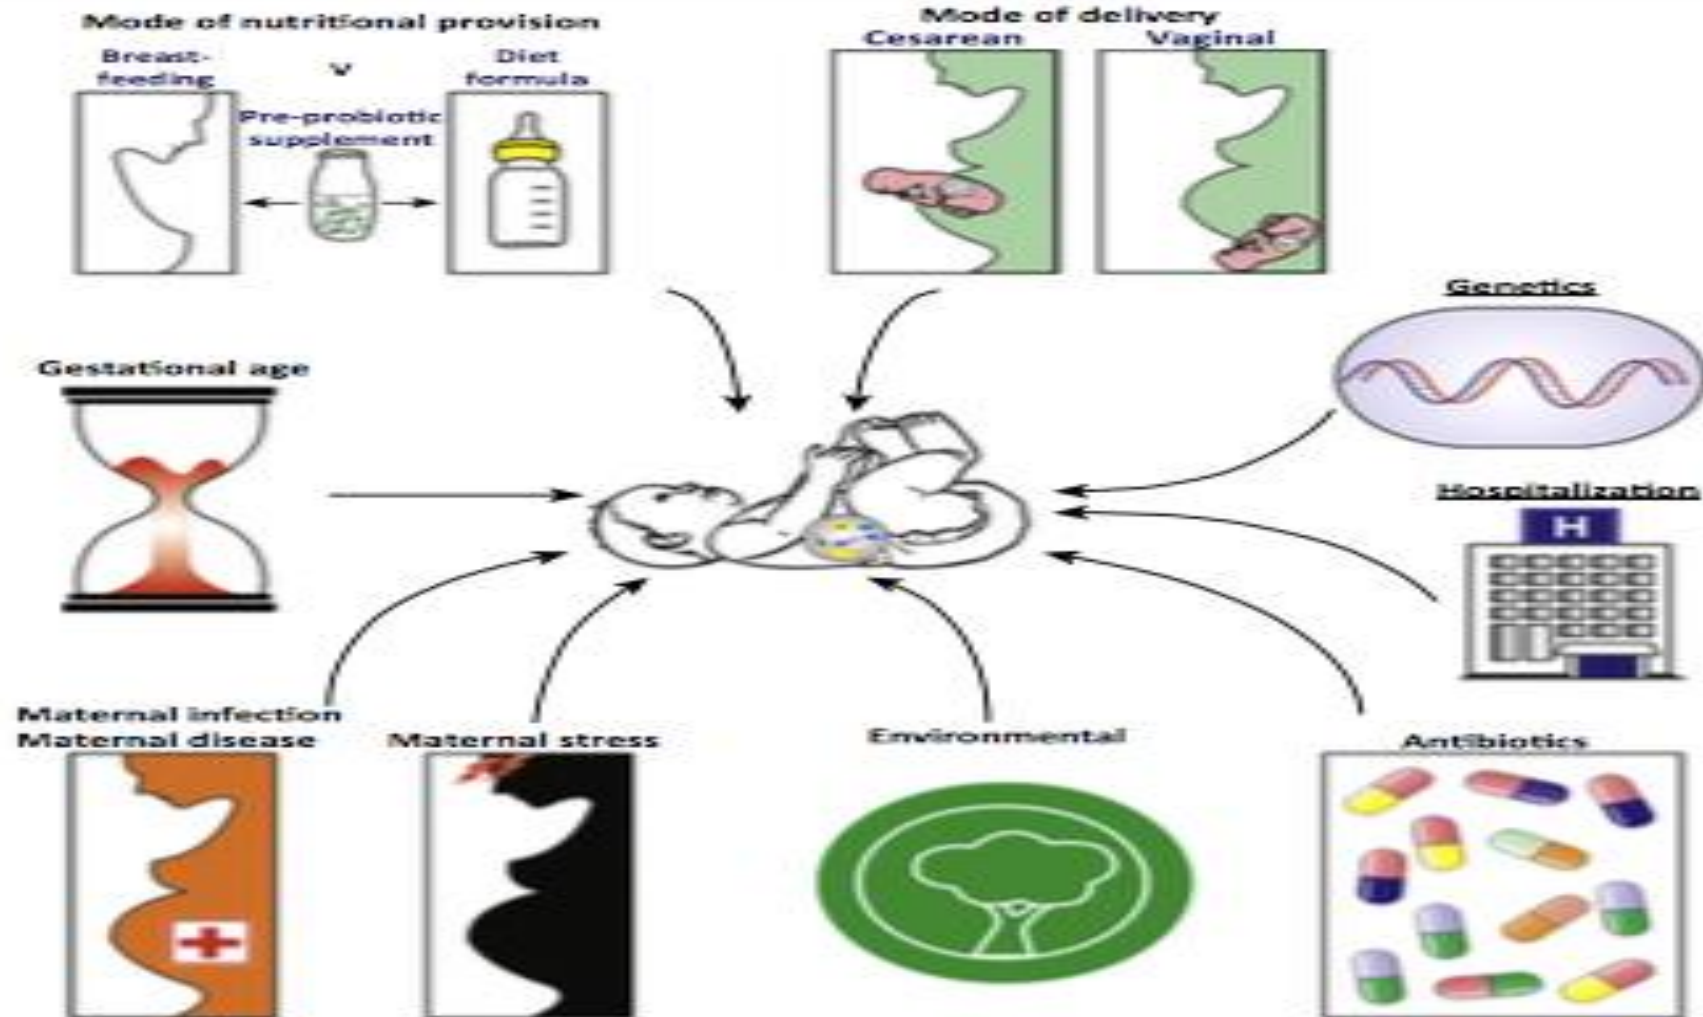 Mode of nutritional provision
Breast-
feeding
v
Diet
formula
Pre-probiotic
supplement
Mode of delivery
Cesarean
Vaginal
Genetics
Gestational age
Hospitalization
H
Maternal infection
Maternal disease
Maternal stress
Environmental
Antibiotics